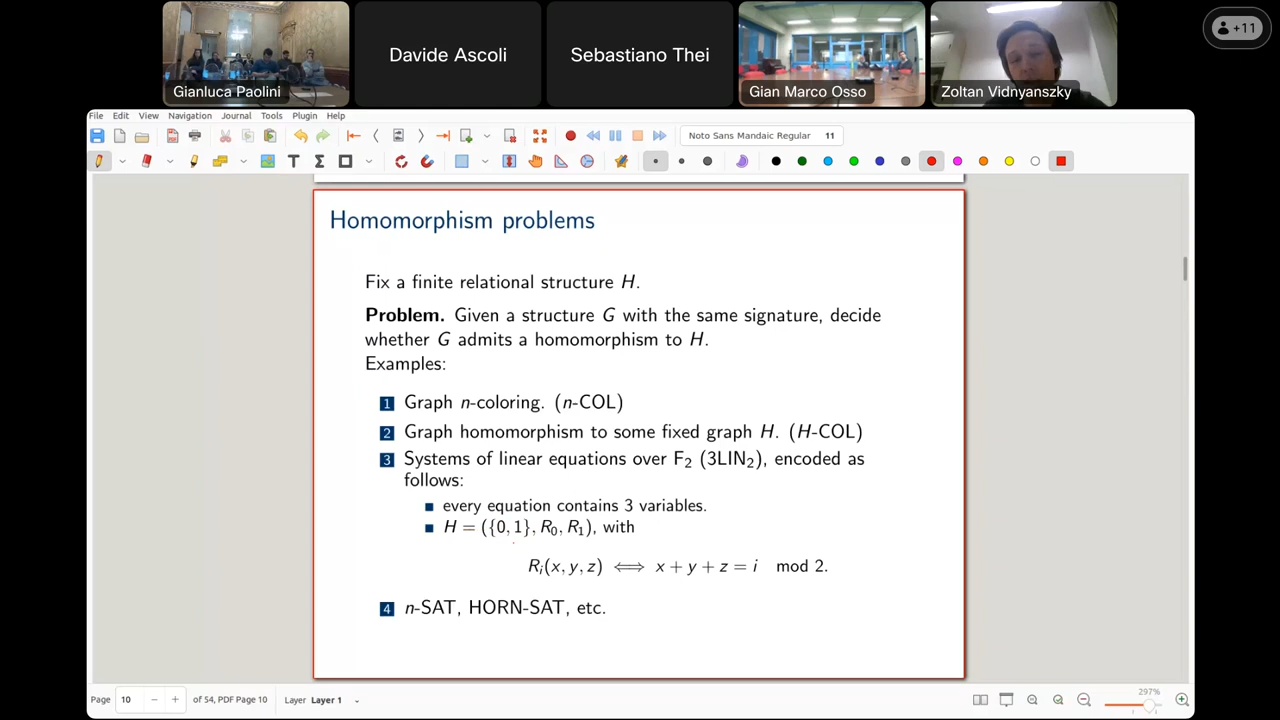 Davide Ascoli
Sebastiano Thei
+11
Gianluca Paolini
Gian Marco Osso
Zoltan Vidnyanszky
File Edit View Navigation Journal Tools Plugin Help
Noto Sans Mandaic Regular 11
Homomorphism problems
Fix a finite relational structure H.
Problem. Given a structure G with the same signature, decide
whether G admits a homomorphism to H.
Examples:
1 Graph n-coloring. (n-COL)
2 Graph homomorphism to some fixed graph H. (H-COL)
3 Systems of linear equations over F₂ (3LIN₂), encoded as
follows:
■ every equation contains 3 variables.
■ H = ({0, 1}, R₀, R₁), with
Rᵢ(x, y, z) ⟺ x + y + z = i mod 2.
4 n-SAT, HORN-SAT, etc.
Page 10 − + of 54, PDF Page 10 Layer Layer 1 297%